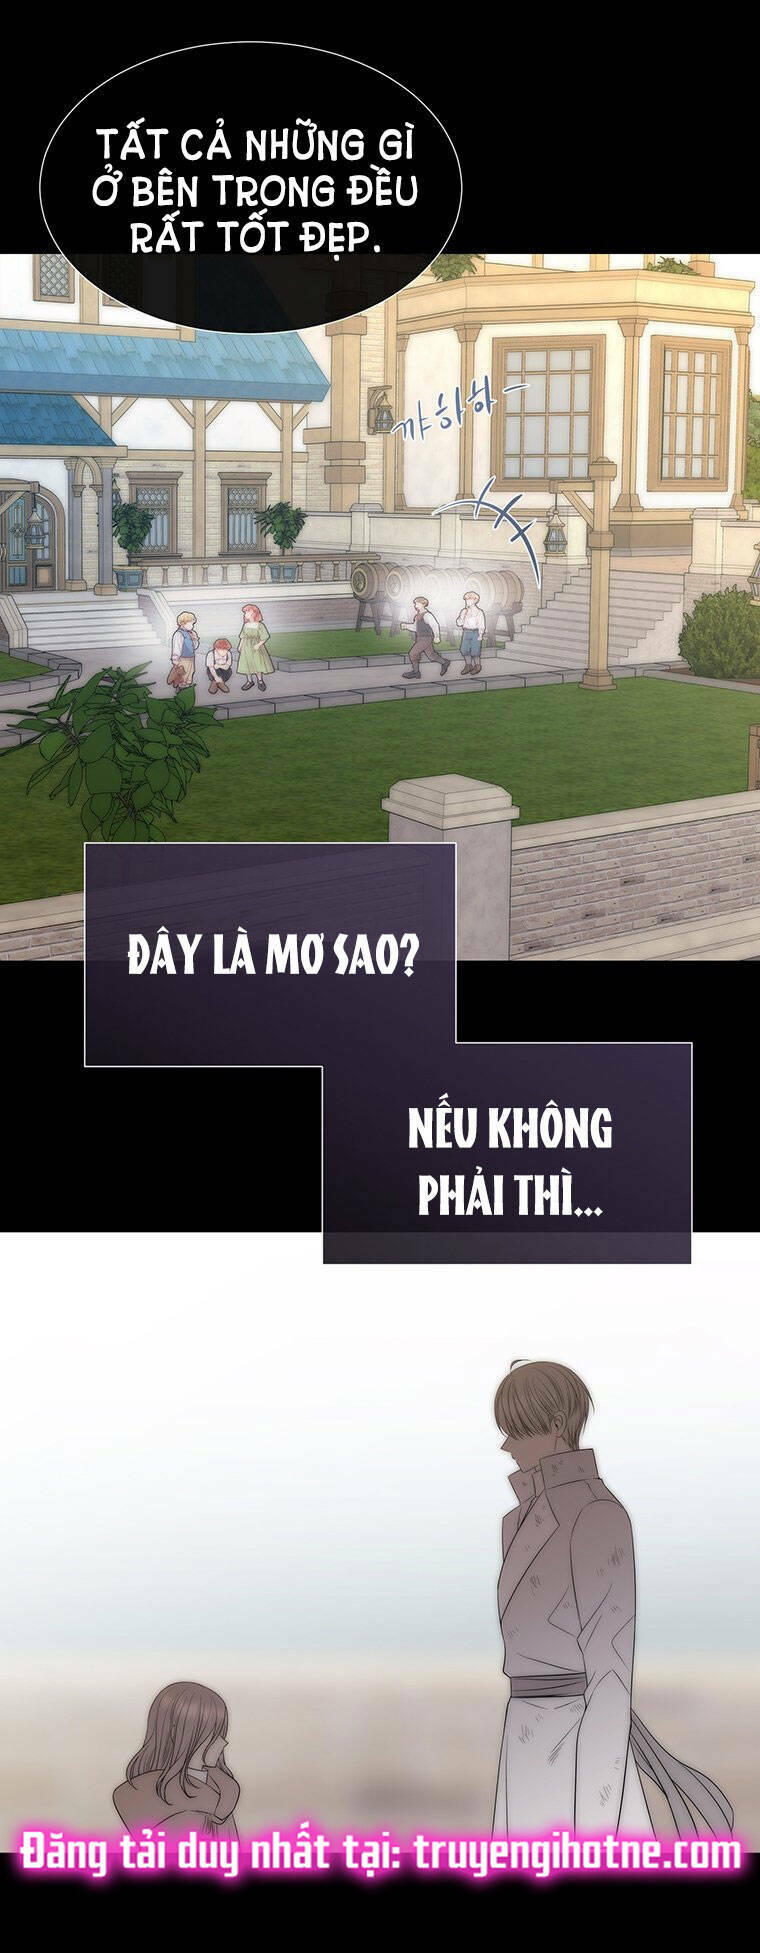 TẤT CẢ NHỮNG GÌ
Ở BÊN TRONG ĐỀU
RẤT TỐT ĐẸP.
꺄하하-
ĐÂY LÀ MƠ SAO?
NẾU KHÔNG
PHẢI THÌ...
Đăng tải duy nhất tại: truyengihotne.com